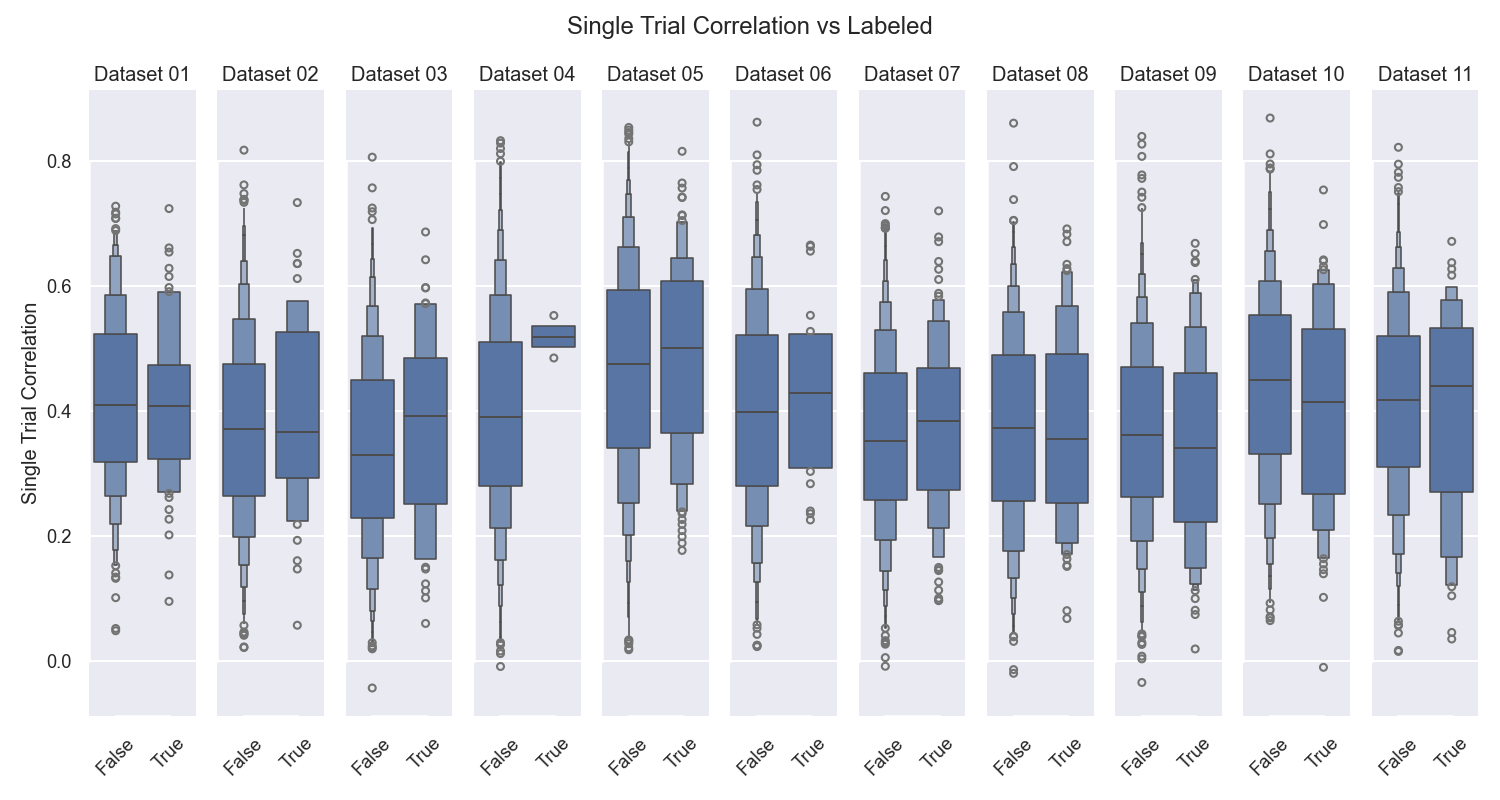 Single Trial Correlation vs Labeled
Dataset 01
Dataset 02
Dataset 03
Dataset 04
Dataset 05
Dataset 06
Dataset 07
Dataset 08
Dataset 09
Dataset 10
Dataset 11
Single Trial Correlation
0.8
0.6
0.4
0.2
0.0
False
True
False
True
False
True
False
True
False
True
False
True
False
True
False
True
False
True
False
True
False
True